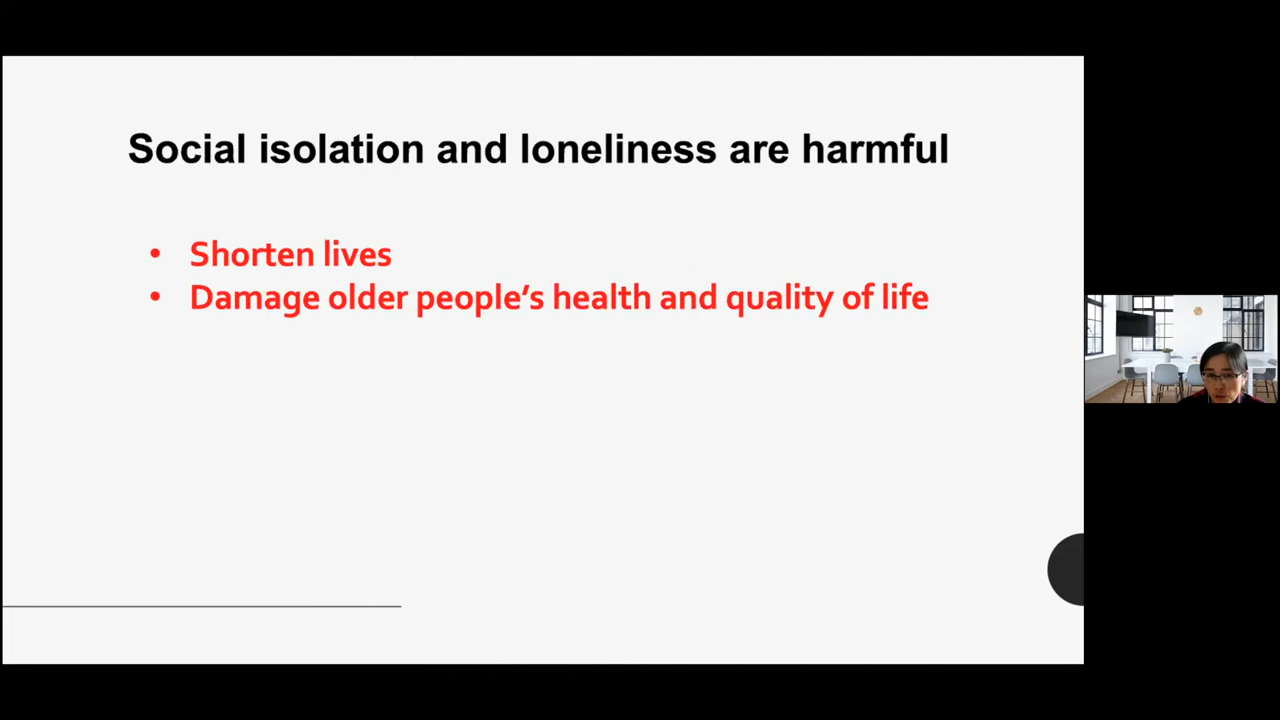 Social isolation and loneliness are harmful
• Shorten lives
• Damage older people’s health and quality of life